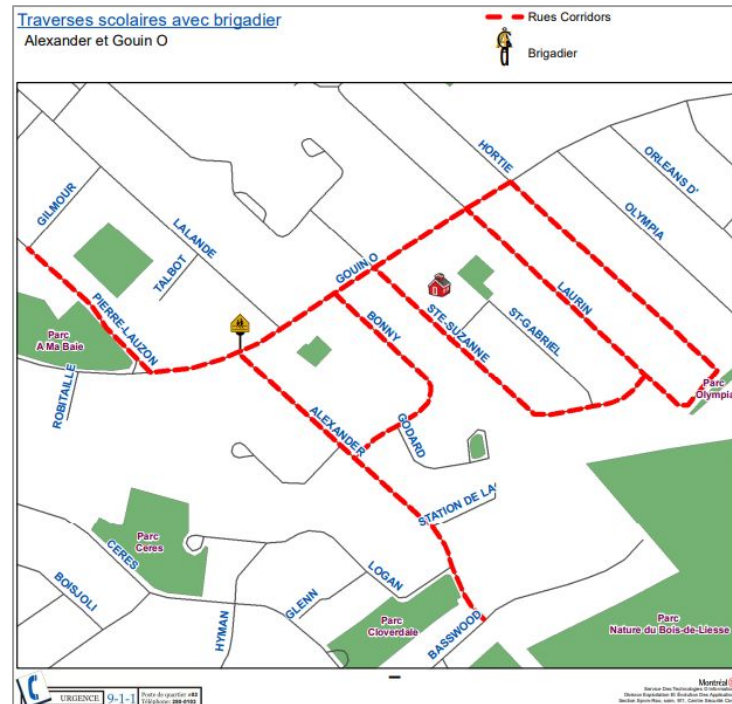 Traverses scolaires avec brigadier
Alexander et Gouin O
Rues Corridors
Brigadier
HORTIE
ORLEANS D'
OLYMPIA
GILMOUR
LALANDE
TALBOT
GOUIN O
LAURIN
PIERRE-LAUZON
BONNY
STE-SUZANNE
ST-GABRIEL
Parc
A Ma Baie
Parc
Olympia
ROBITAILLE
ALEXANDER
GODARD
STATION DE LA
Parc
Ceres
CERES
BOISJOLI
LOGAN
GLENN
HYMAN
Parc
Cloverdale
BASSWOOD
Parc
Nature du Bois-de-Liesse
URGENCE 9-1-1
Montréal